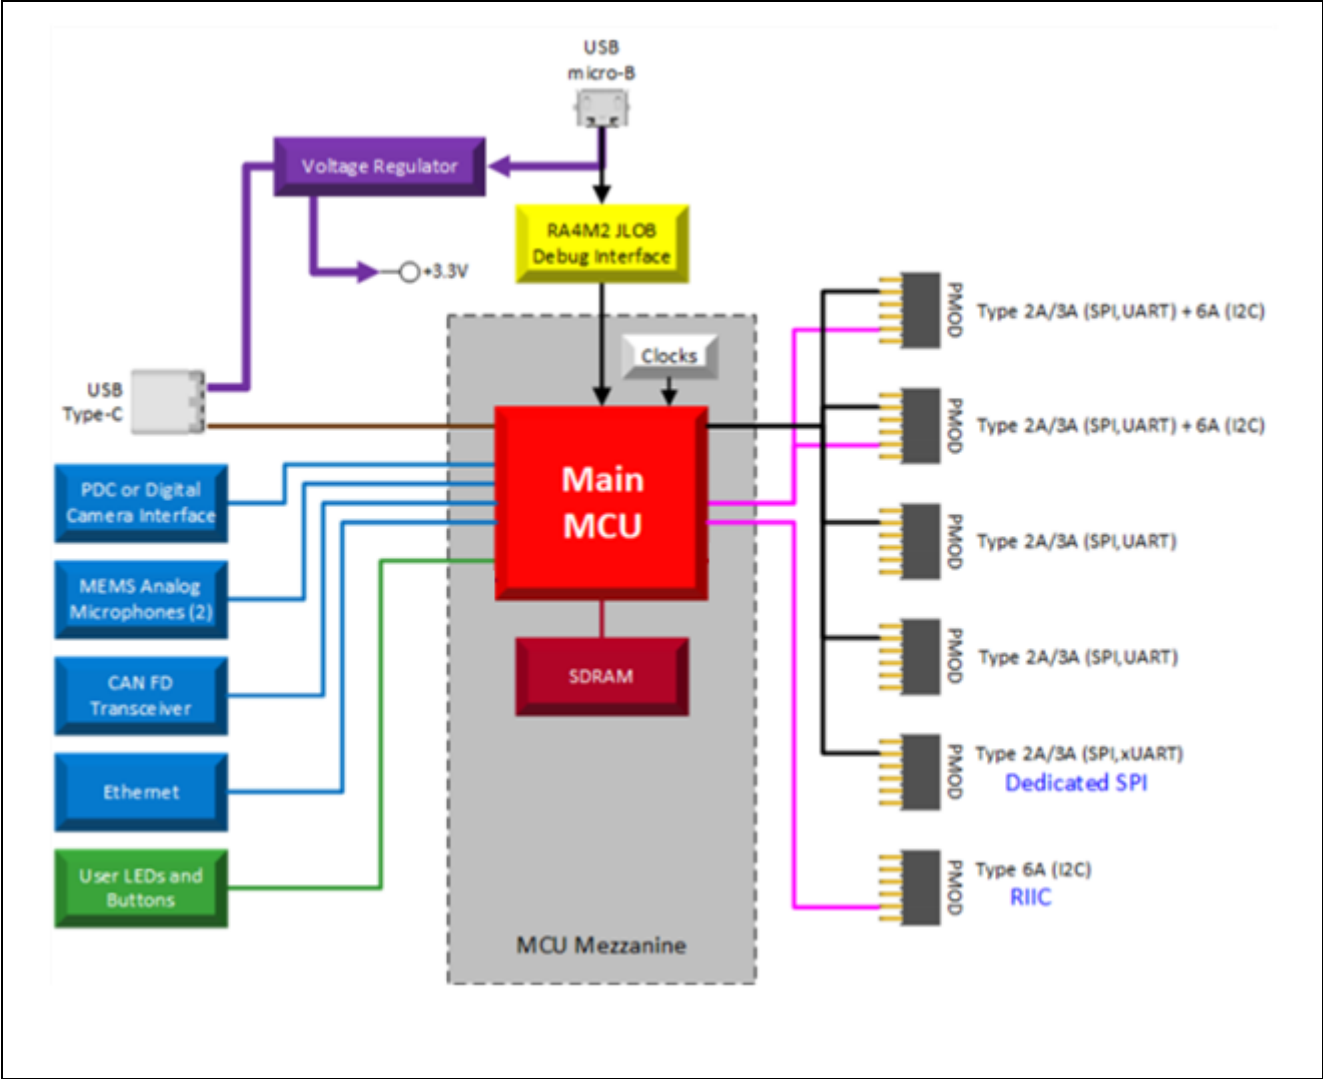 USB
micro-B
Voltage Regulator
RA4M2 JLOB
Debug Interface
+3.3V
Clocks
USB
Type-C
Main
MCU
PDC or Digital
Camera Interface
MEMS Analog
Microphones (2)
CAN FD
Transceiver
Ethernet
User LEDs and
Buttons
SDRAM
MCU Mezzanine
PMOD
Type 2A/3A (SPI,UART) + 6A (I2C)
PMOD
Type 2A/3A (SPI,UART) + 6A (I2C)
PMOD
Type 2A/3A (SPI,UART)
PMOD
Type 2A/3A (SPI,UART)
PMOD
Type 2A/3A (SPI,xUART)
Dedicated SPI
PMOD
Type 6A (I2C)
RIIC